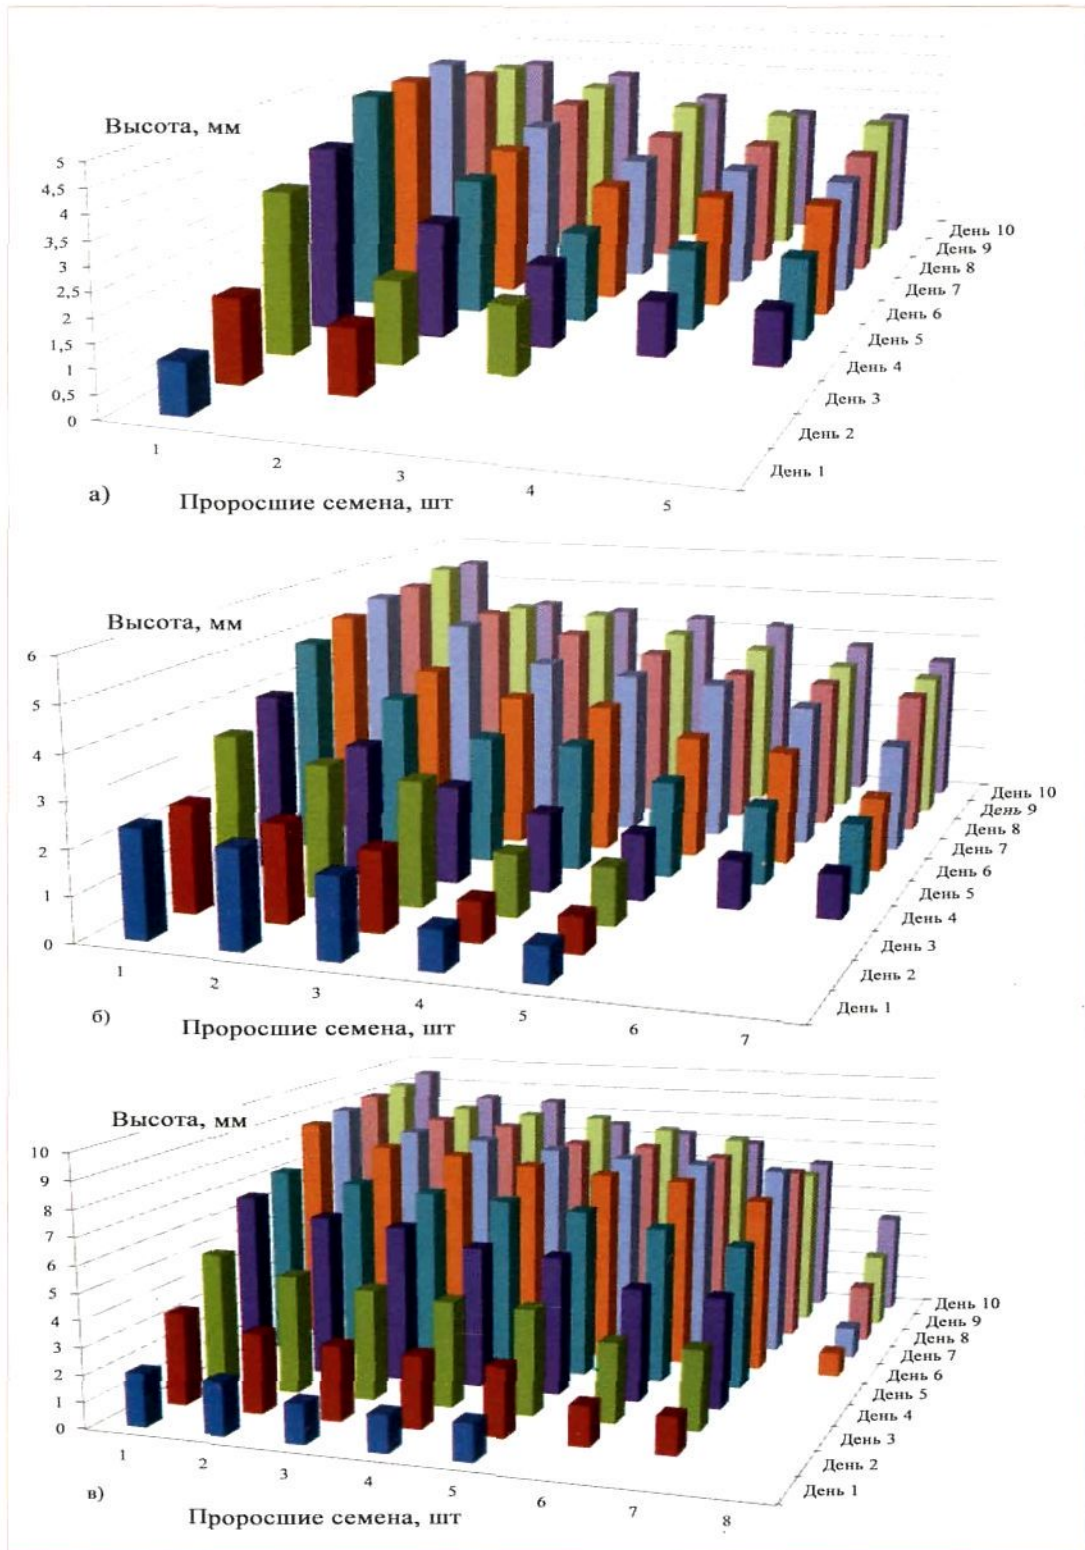 Высота, мм
5
4,5
4
3,5
3
2,5
2
1,5
1
0,5
0
1
2
3
4
5
День 10
День 9
День 8
День 7
День 6
День 5
День 4
День 3
День 2
День 1
а)
Проросшие семена, шт
Высота, мм
6
5
4
3
2
1
0
1
2
3
4
5
6
7
День 10
День 9
День 8
День 7
День 6
День 5
День 4
День 3
День 2
День 1
б)
Проросшие семена, шт
Высота, мм
10
9
8
7
6
5
4
3
2
1
0
1
2
3
4
5
6
7
8
День 10
День 9
День 8
День 7
День 6
День 5
День 4
День 3
День 2
День 1
в)
Проросшие семена, шт